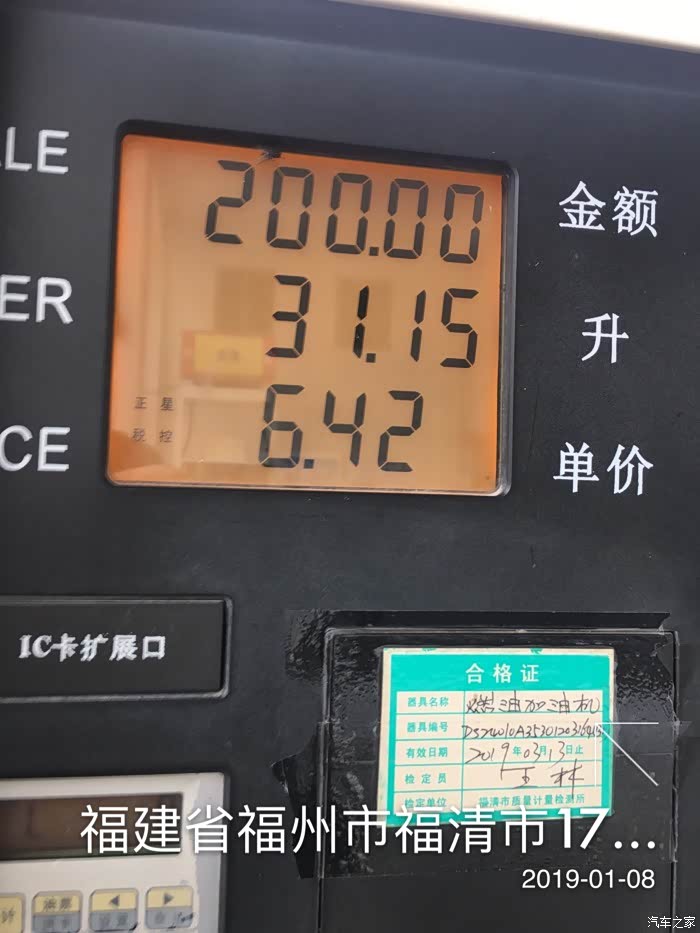 LE
200.00
金额
ER
31.15
升
正 星
税 控
CE
6.42
单价
IC卡扩展口
合格证
器具名称 燃油加油机
器具编号
有效日期 2019年03月13日止
检定员 王林
检定单位 福清市质量计量检测所
福建省福州市福清市17...
2019-01-08
汽车之家